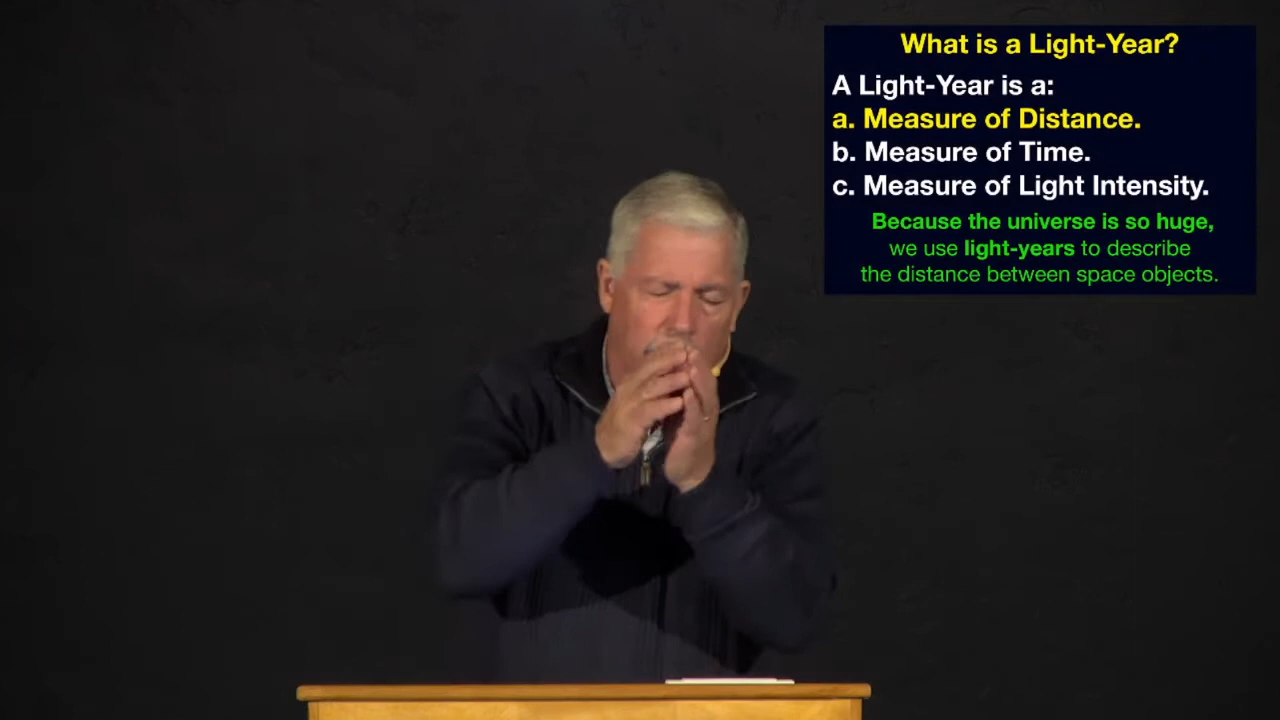 What is a Light-Year?
A Light-Year is a:
a. Measure of Distance.
b. Measure of Time.
c. Measure of Light Intensity.
Because the universe is so huge,
we use light-years to describe
the distance between space objects.